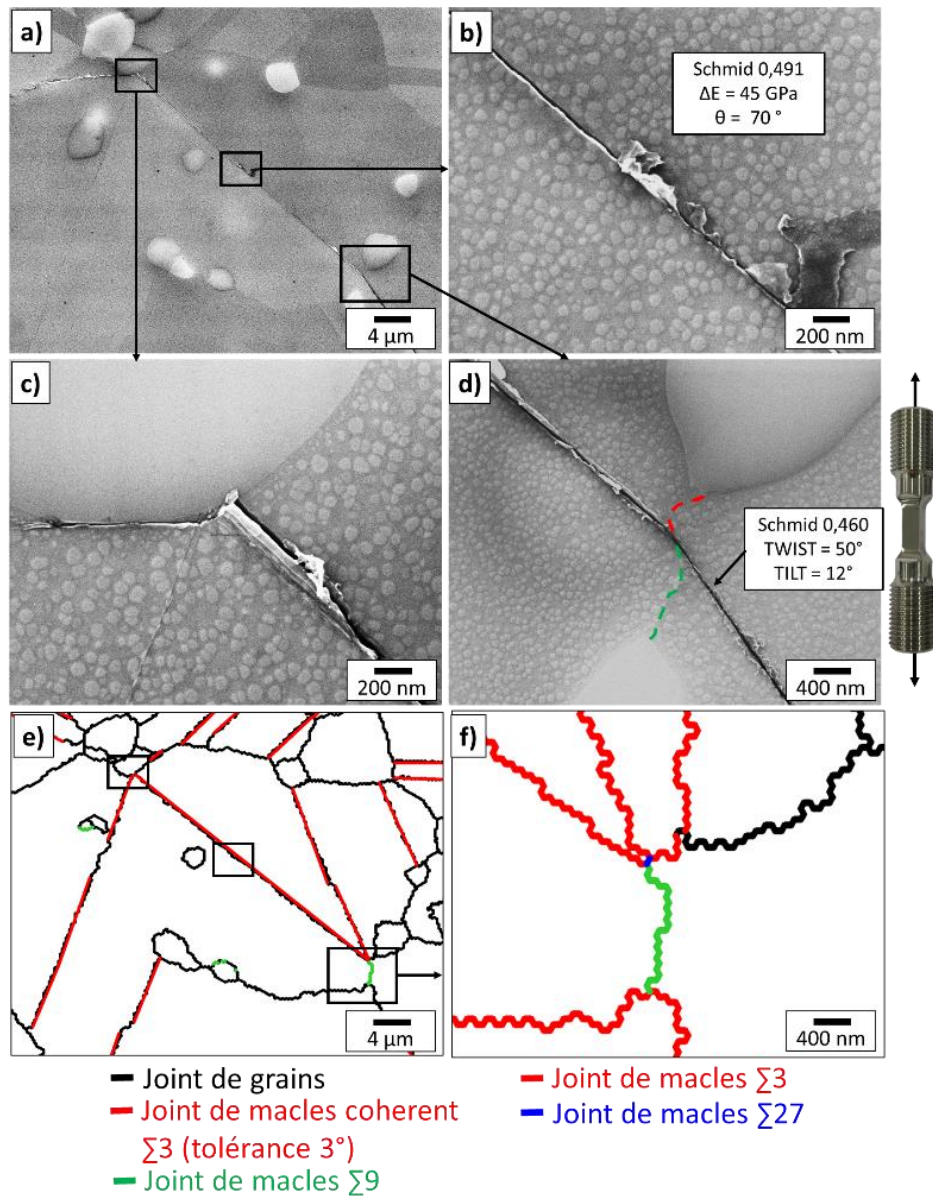 a)
4 µm
b)
Schmid 0,491
ΔE = 45 GPa
θ = 70 °
200 nm
c)
200 nm
d)
Schmid 0,460
TWIST = 50°
TILT = 12°
400 nm
e)
4 µm
f)
400 nm
Joint de grains
Joint de macles coherent
∑3 (tolérance 3°)
Joint de macles ∑9
Joint de macles ∑3
Joint de macles ∑27